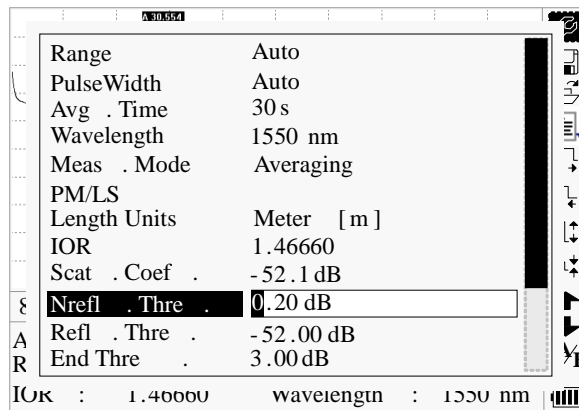 A 30.554
Range Auto
PulseWidth Auto
Avg . Time 30 s
Wavelength 1550 nm
Meas . Mode Averaging
PM/LS
Length Units Meter [ m ]
IOR 1.46660
Scat . Coef . -52.1 dB
Nrefl . Thre . 0.20 dB
Refl . Thre . -52.00 dB
End Thre . 3.00 dB
A
R
IOR : 1.46660 Wavelength : 1550 nm